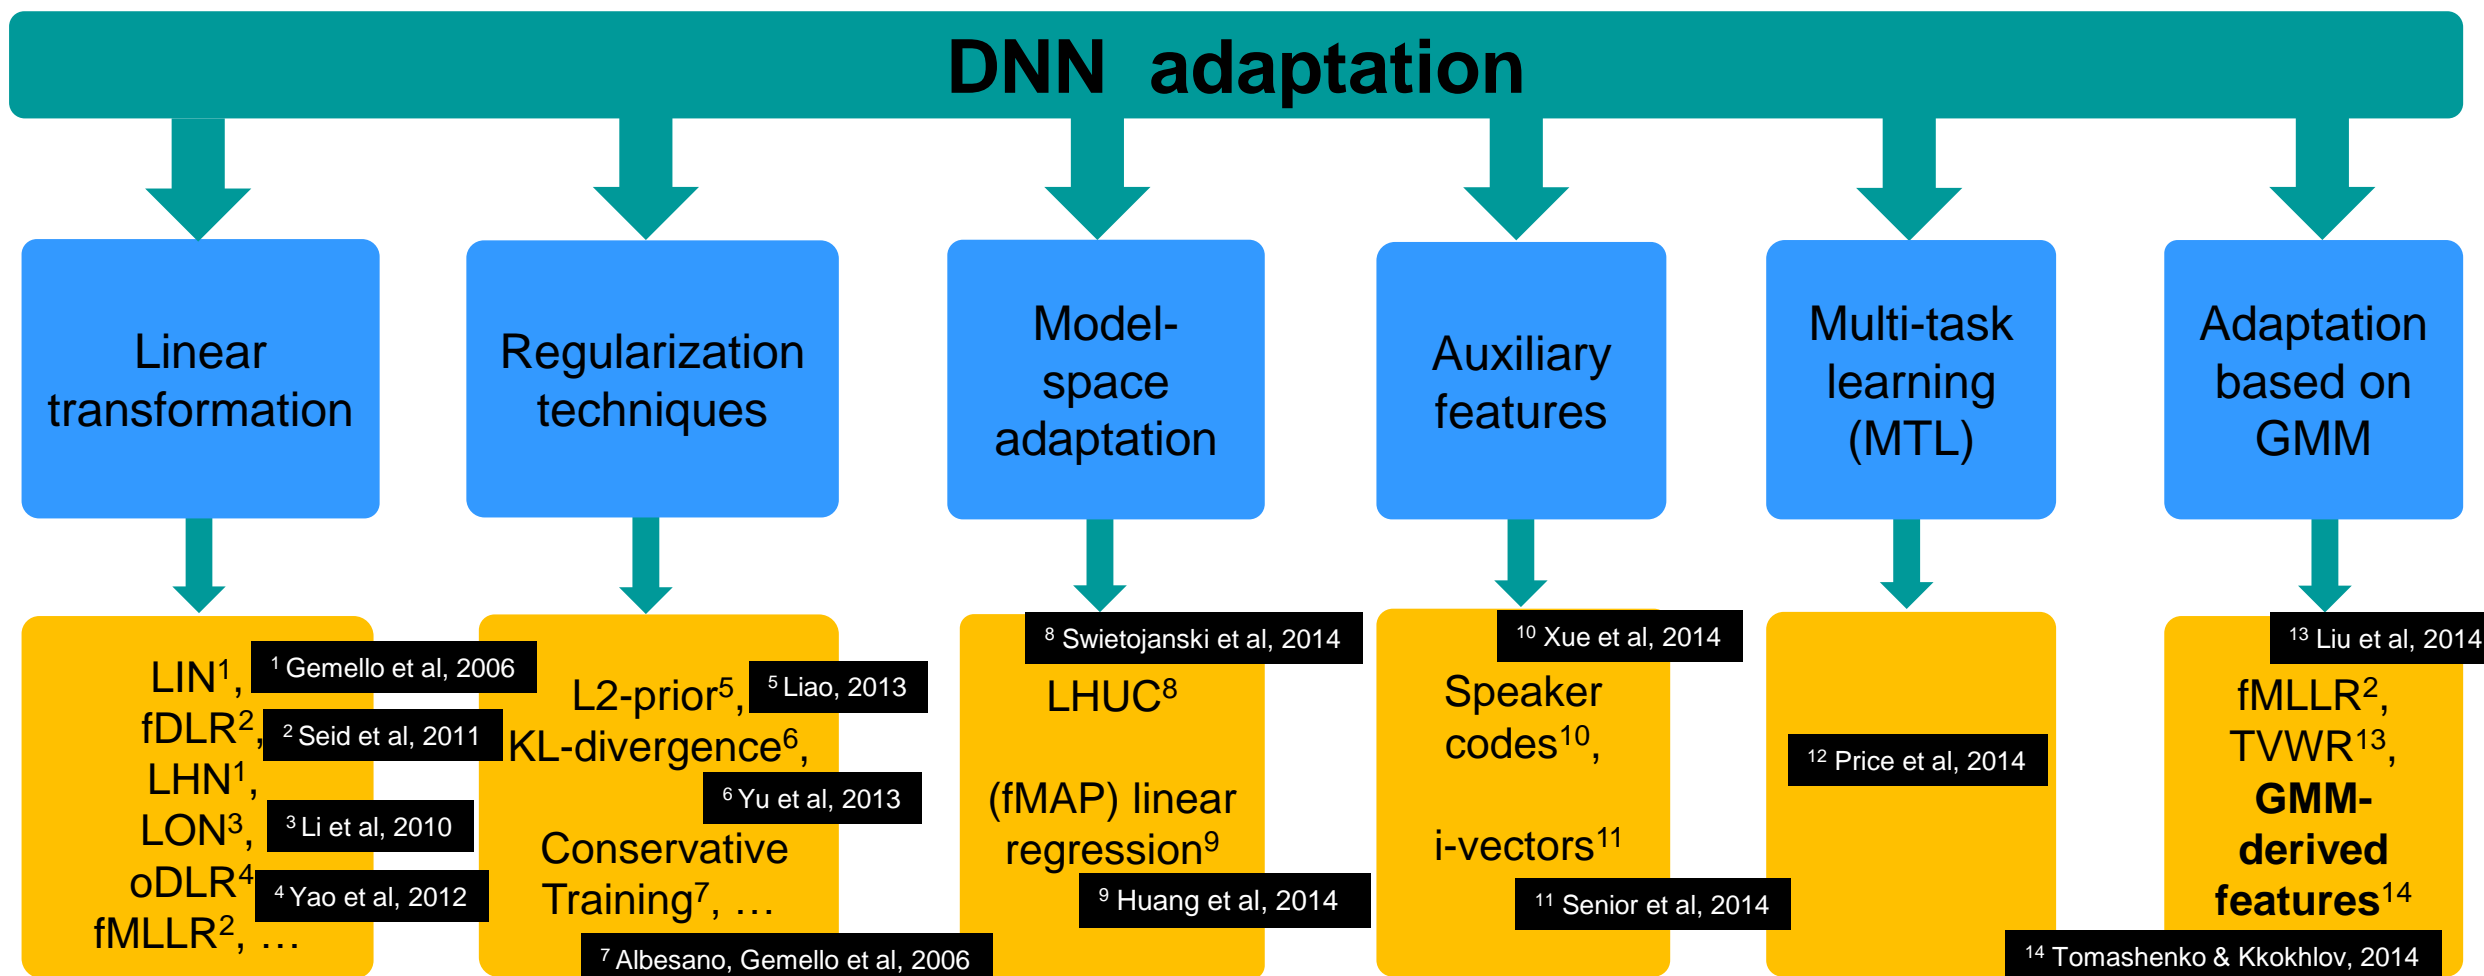 DNN adaptation
Linear
transformation
Regularization
techniques
Model-
space
adaptation
Auxiliary
features
Multi-task
learning
(MTL)
Adaptation
based on
GMM
LIN¹,
¹ Gemello et al, 2006
fDLR²,
² Seid et al, 2011
LHN¹,
LON³,
³ Li et al, 2010
oDLR⁴
⁴ Yao et al, 2012
fMLLR², …
L2-prior⁵,
⁵ Liao, 2013
KL-divergence⁶,
⁶ Yu et al, 2013
Conservative
Training⁷, …
⁷ Albesano, Gemello et al, 2006
⁸ Swietojanski et al, 2014
LHUC⁸
(fMAP) linear
regression⁹
⁹ Huang et al, 2014
¹⁰ Xue et al, 2014
Speaker
codes¹⁰,
i-vectors¹¹
¹¹ Senior et al, 2014
¹² Price et al, 2014
¹³ Liu et al, 2014
fMLLR²,
TVWR¹³,
GMM-
derived
features¹⁴
¹⁴ Tomashenko & Kkokhlov, 2014